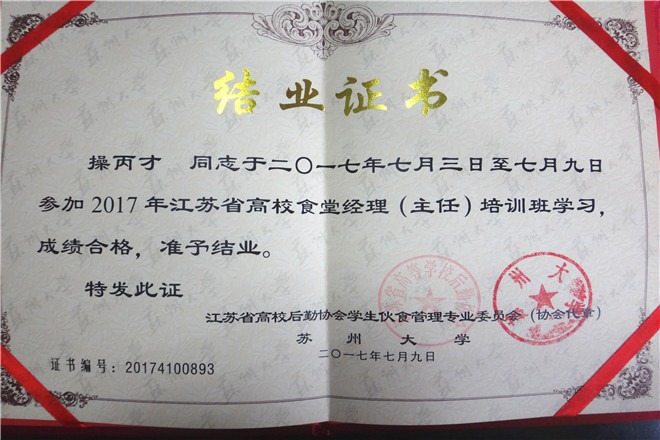 结业证书
操丙才 同志于二〇一七年七月三日至七月九日
参加2017年江苏省高校食堂经理(主任)培训班学习,
成绩合格,准予结业。
特发此证
江苏省高校后勤协会学生伙食管理专业委员会(协会代章)
苏州大学
二〇一七年七月九日
证书编号:20174100893
苏州大学